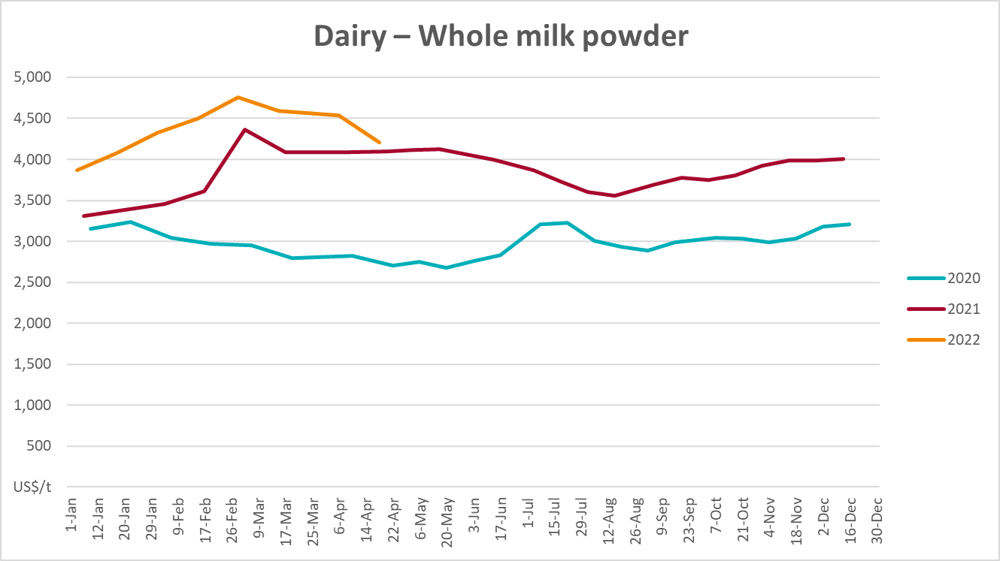 Dairy – Whole milk powder
5,000
4,500
4,000
3,500
3,000
2,500
2,000
1,500
1,000
500
US$/t
1-Jan
12-Jan
20-Jan
29-Jan
9-Feb
17-Feb
26-Feb
9-Mar
17-Mar
25-Mar
6-Apr
14-Apr
22-Apr
6-May
20-May
3-Jun
17-Jun
1-Jul
15-Jul
29-Jul
12-Aug
26-Aug
9-Sep
23-Sep
7-Oct
21-Oct
4-Nov
18-Nov
2-Dec
16-Dec
30-Dec
2020
2021
2022